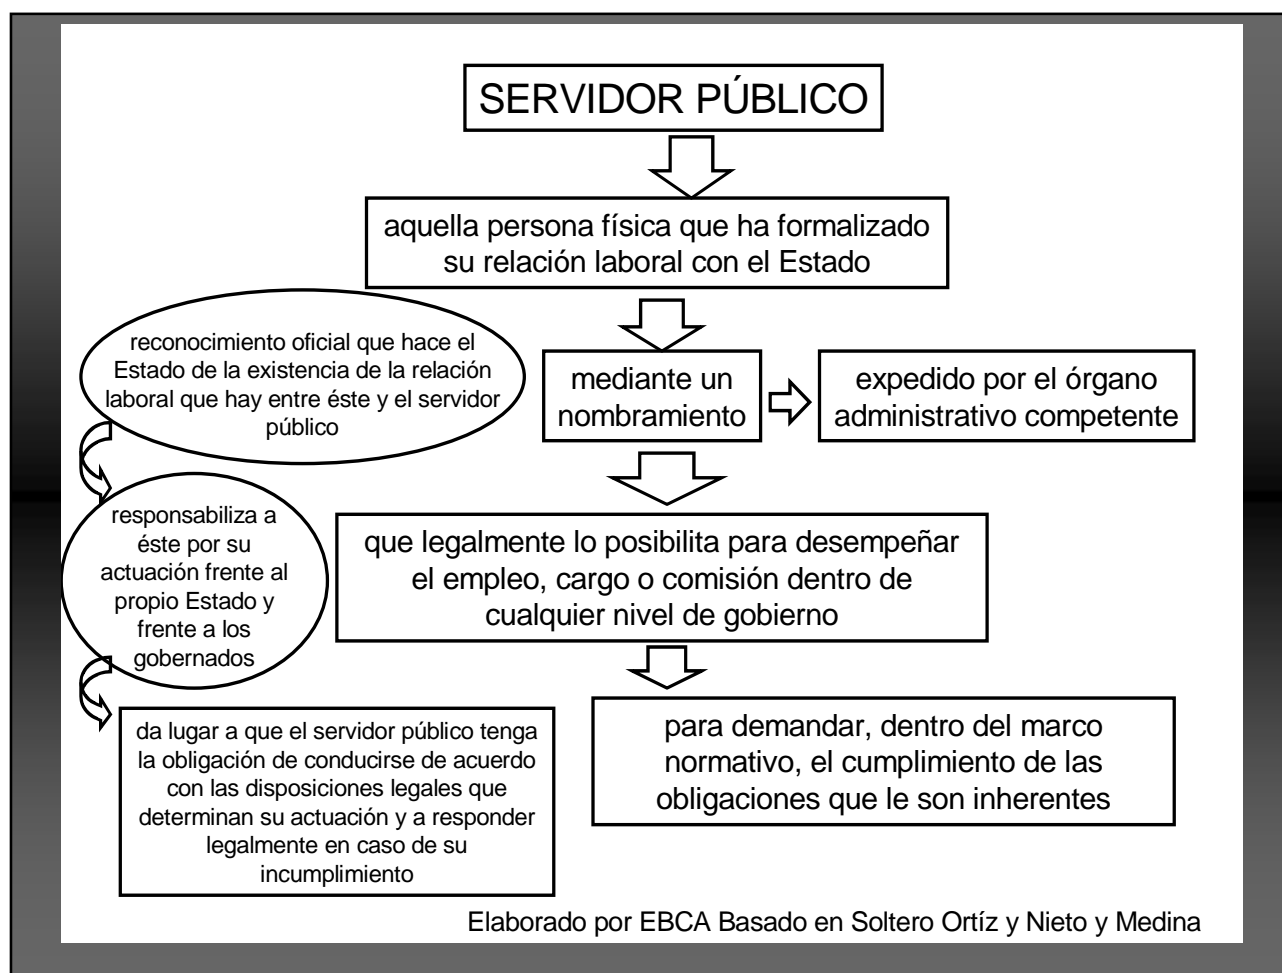 SERVIDOR PÚBLICO
aquella persona física que ha formalizado
su relación laboral con el Estado
reconocimiento oficial que hace el
Estado de la existencia de la relación
laboral que hay entre éste y el servidor
público
mediante un
nombramiento
expedido por el órgano
administrativo competente
responsabiliza a
éste por su
actuación frente al
propio Estado y
frente a los
gobernados
que legalmente lo posibilita para desempeñar
el empleo, cargo o comisión dentro de
cualquier nivel de gobierno
da lugar a que el servidor público tenga
la obligación de conducirse de acuerdo
con las disposiciones legales que
determinan su actuación y a responder
legalmente en caso de su
incumplimiento
para demandar, dentro del marco
normativo, el cumplimiento de las
obligaciones que le son inherentes
Elaborado por EBCA Basado en Soltero Ortíz y Nieto y Medina